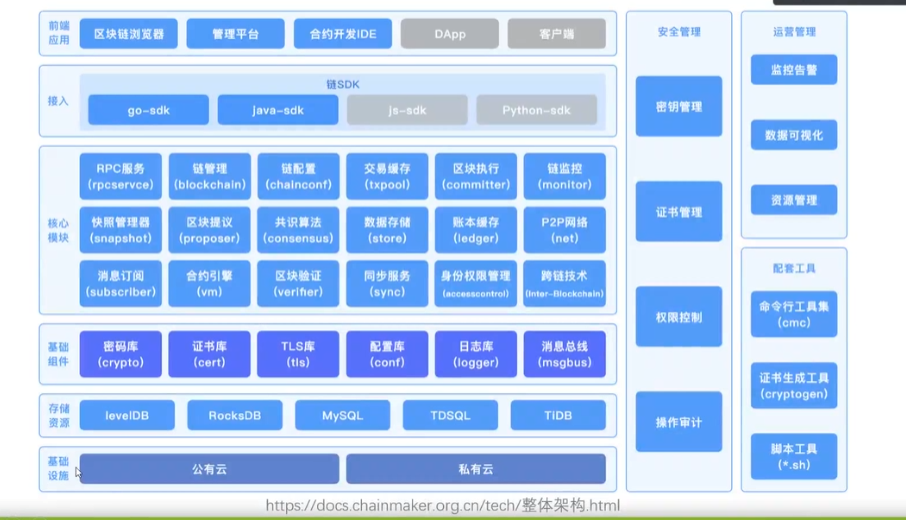 前端
应用
区块链浏览器
管理平台
合约开发IDE
DApp
客户端
接入
链SDK
go-sdk
java-sdk
js-sdk
Python-sdk
核心
模块
RPC服务
(rpcservce)
链管理
(blockchain)
链配置
(chainconf)
交易缓存
(txpool)
区块执行
(committer)
链监控
(monitor)
快照管理器
(snapshot)
区块提议
(proposer)
共识算法
(consensus)
数据存储
(store)
账本缓存
(ledger)
P2P网络
(net)
消息订阅
(subscriber)
合约引擎
(vm)
区块验证
(verifier)
同步服务
(sync)
身份权限管理
(accesscontrol)
跨链技术
(Inter-Blockchain)
基础
组件
密码库
(crypto)
证书库
(cert)
TLS库
(tls)
配置库
(conf)
日志库
(logger)
消息总线
(msgbus)
存储
资源
levelDB
RocksDB
MySQL
TDSQL
TiDB
基础
设施
公有云
私有云
安全管理
密钥管理
证书管理
权限控制
操作审计
运营管理
监控告警
数据可视化
资源管理
配套工具
命令行工具集
(cmc)
证书生成工具
(cryptogen)
脚本工具
(*.sh)
https://docs.chainmaker.org.cn/tech/整体架构.html